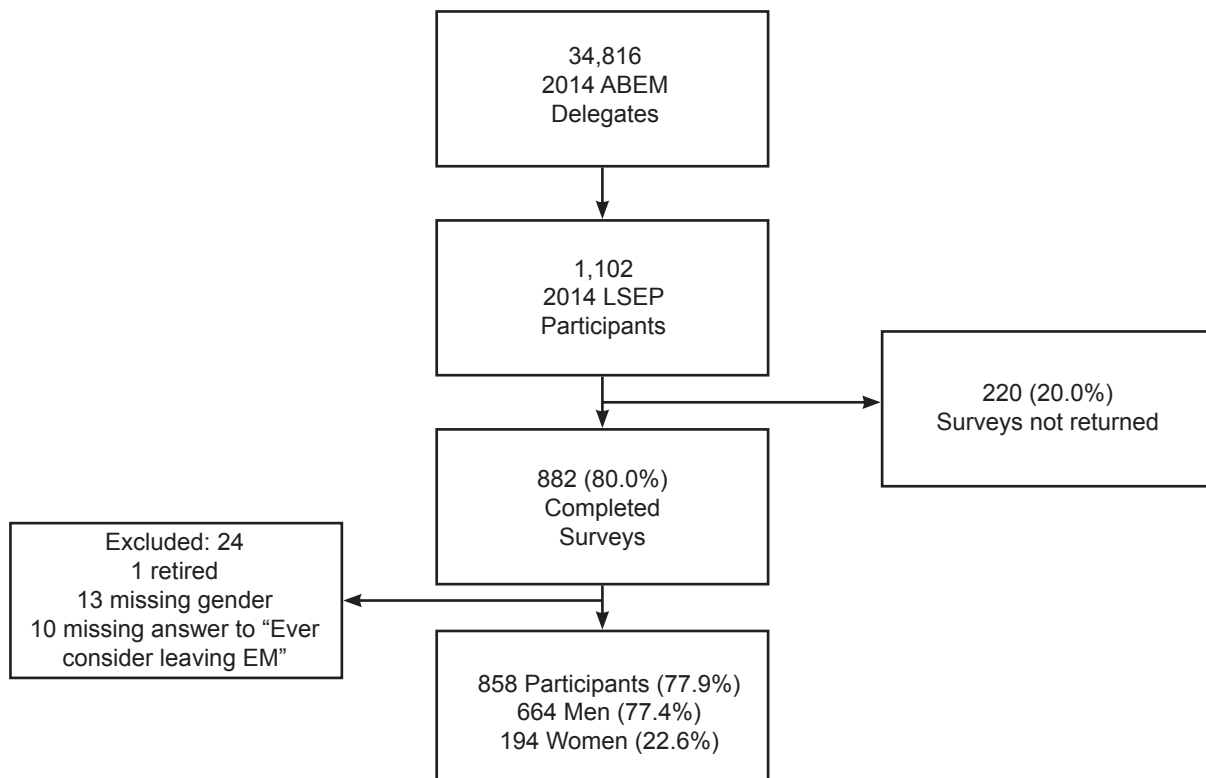 34,816
2014 ABEM
Delegates
1,102
2014 LSEP
Participants
220 (20.0%)
Surveys not returned
882 (80.0%)
Completed
Surveys
Excluded: 24
1 retired
13 missing gender
10 missing answer to “Ever
consider leaving EM”
858 Participants (77.9%)
664 Men (77.4%)
194 Women (22.6%)